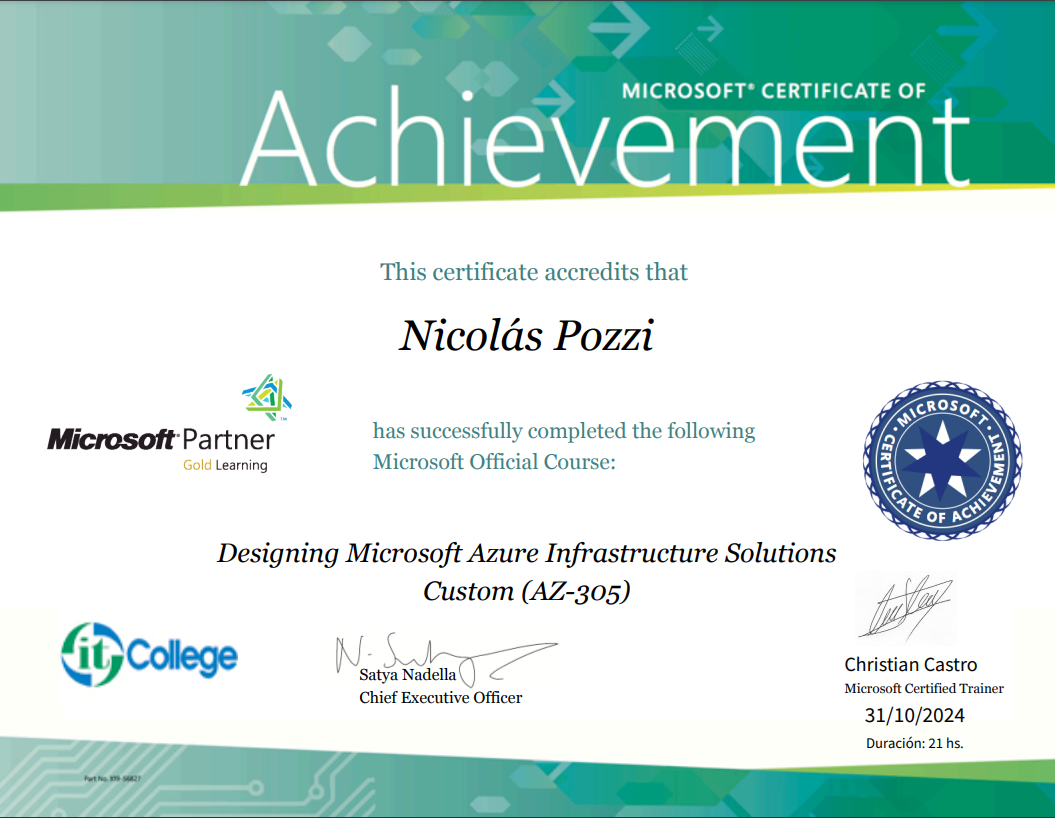 MICROSOFT® CERTIFICATE OF
Achievement
This certificate accredits that
Nicolás Pozzi
Microsoft® Partner
Gold Learning
TM
has successfully completed the following
Microsoft Official Course:
• MICROSOFT •
CERTIFICATE OF ACHIEVEMENT
Designing Microsoft Azure Infrastructure Solutions
Custom (AZ-305)
it College
N. Satya Nadella
Chief Executive Officer
Christian Castro
Microsoft Certified Trainer
31/10/2024
Duración: 21 hs.
Part No. X19-56827